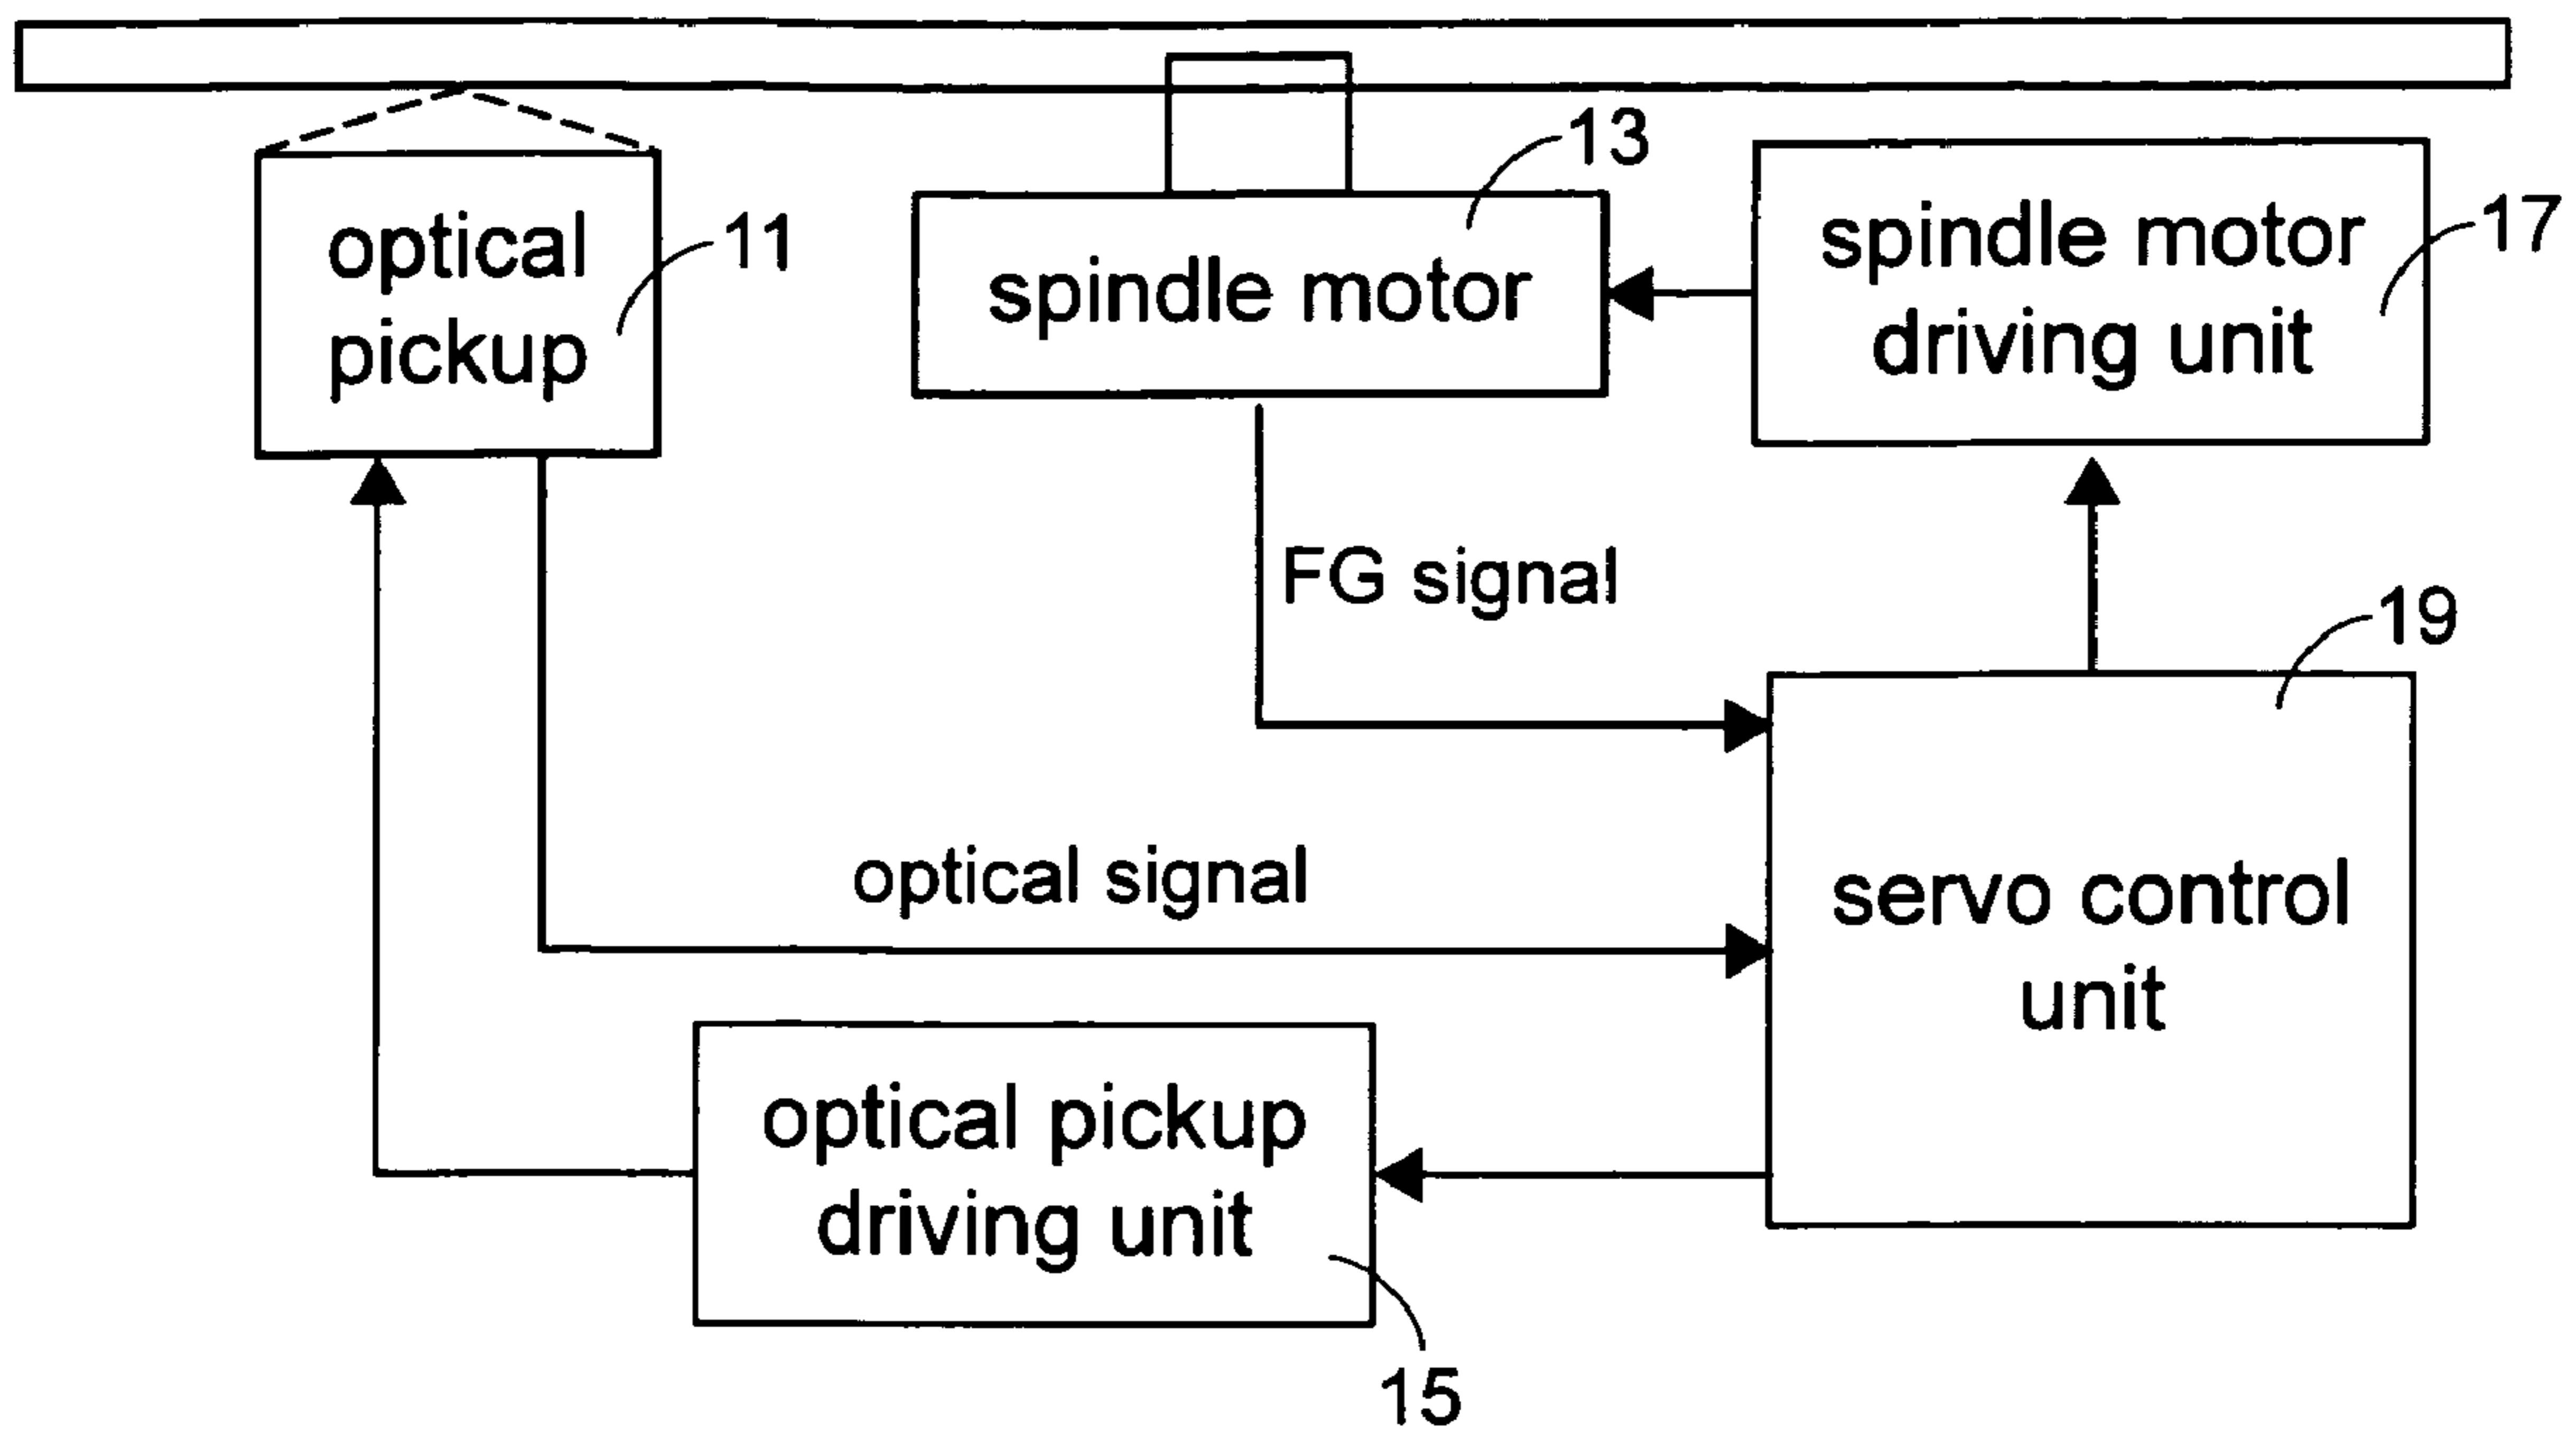 13
17
11
optical
pickup
spindle motor
spindle motor
driving unit
FG signal
19
optical signal
servo control
unit
optical pickup
driving unit
15